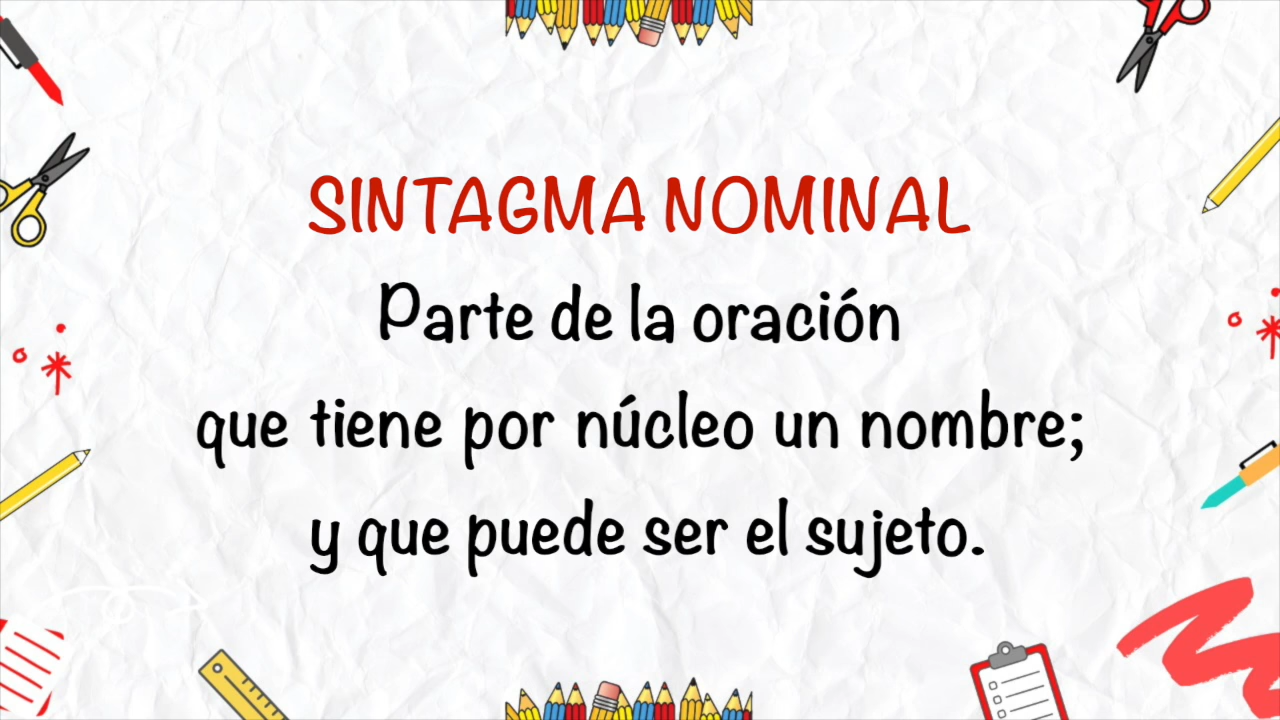 SINTAGMA NOMINAL
Parte de la oración
que tiene por núcleo un nombre;
y que puede ser el sujeto.